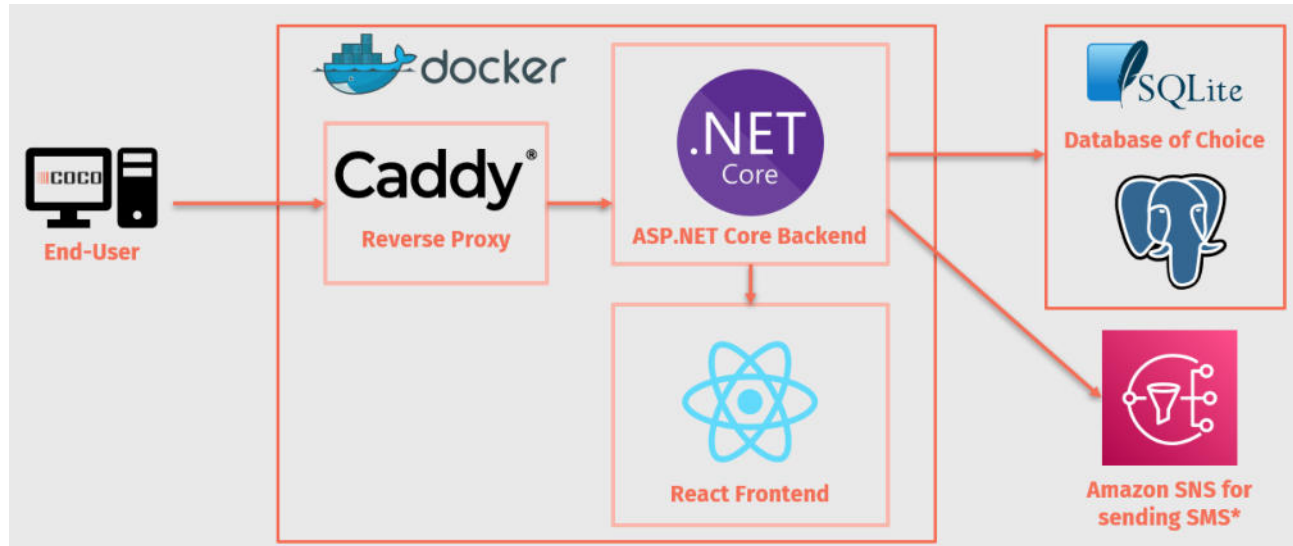 docker
.NET
Core
SQLite
Database of Choice
COCO
Caddy®
Reverse Proxy
ASP.NET Core Backend
End-User
React Frontend
Amazon SNS for
sending SMS*